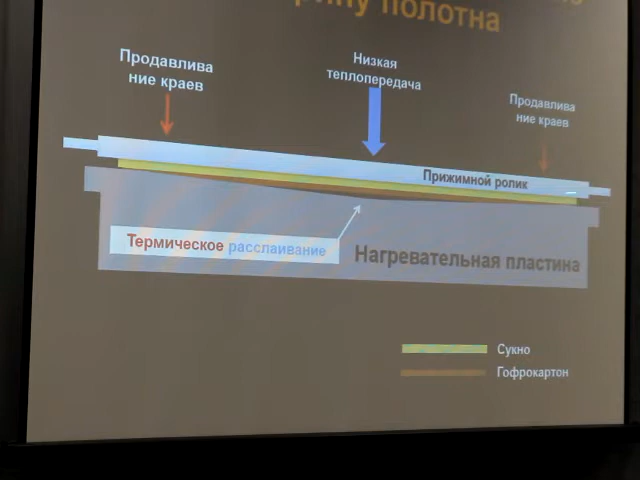 полотна
Низкая
теплопередача
Продавлива
ние краев
Продавлива
ние краев
Прижимной ролик
Термическое расслаивание
Нагревательная пластина
Сукно
Гофрокартон